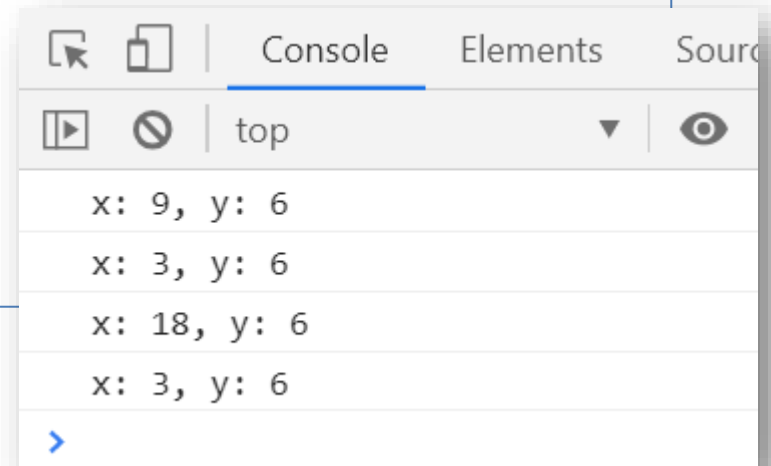 Console Elements Sourc
top
x: 9, y: 6
x: 3, y: 6
x: 18, y: 6
x: 3, y: 6